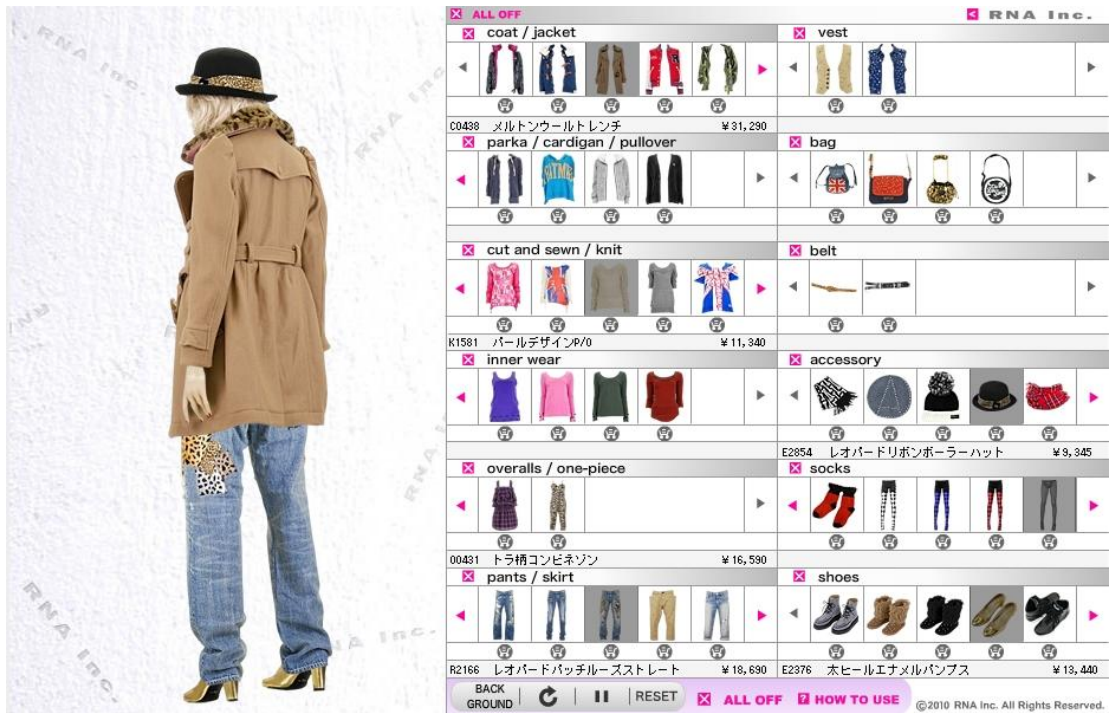 ALL OFF
RNA Inc.
coat / jacket
vest
C0438 メルトンウールトレンチ ¥31,290
parka / cardigan / pullover
bag
cut and sewn / knit
belt
K1581 パールデザインP/O ¥11,340
inner wear
accessory
E2854 レオパードリボンボーラーハット ¥9,345
overalls / one-piece
socks
O0431 トラ柄コンビネゾン ¥16,590
pants / skirt
shoes
R2166 レオパードパッチルーズストレート ¥18,690
E2376 太ヒールエナメルパンプス ¥13,440
BACK
GROUND
RESET
ALL OFF
? HOW TO USE
©2010 RNA Inc. All Rights Reserved.
RNA Inc.
RNA Inc.
RNA Inc.